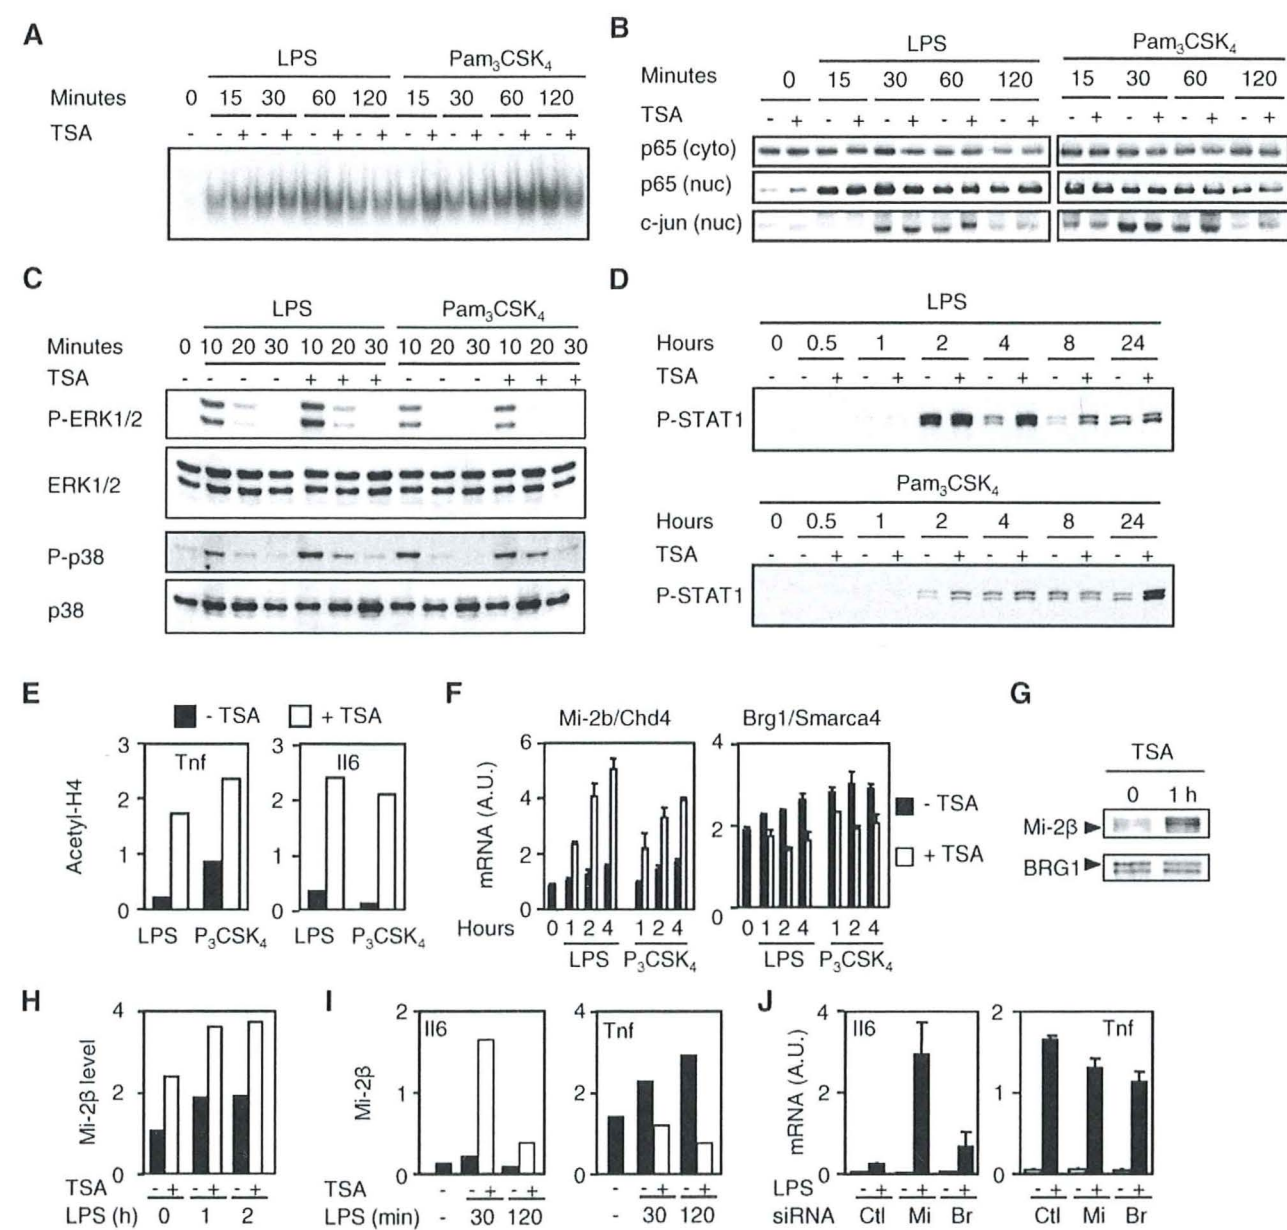 A
LPS Pam3CSK4
Minutes 0 15 30 60 120 15 30 60 120
TSA - - + - + - + - + - + - + - + - +
B
LPS Pam3CSK4
Minutes 0 15 30 60 120 15 30 60 120
TSA - + - + - + - + - + - + - + - + - +
p65 (cyto)
p65 (nuc)
c-jun (nuc)
C
LPS Pam3CSK4
Minutes 0 10 20 30 10 20 30 10 20 30 10 20 30
TSA - - - - + + + - - - + + +
P-ERK1/2
ERK1/2
P-p38
p38
D
LPS
Hours 0 0.5 1 2 4 8 24
TSA - - + - + - + - + - + - +
P-STAT1
Pam3CSK4
Hours 0 0.5 1 2 4 8 24
TSA - - + - + - + - + - + - +
P-STAT1
E
- TSA + TSA
Acetyl-H4
3 2 1 0
Tnf
LPS P3CSK4
3 2 1 0
Il6
LPS P3CSK4
F
Mi-2b/Chd4 Brg1/Smarca4
mRNA (A.U.)
6 4 2 0
4 2 0
- TSA
+ TSA
Hours 0 1 2 4 1 2 4 0 1 2 4 1 2 4
LPS P3CSK4 LPS P3CSK4
G
TSA
0 1 h
Mi-2β
BRG1
H
Mi-2β level
4 2 0
TSA - + - + - +
LPS (h) 0 1 2
I
Mi-2β
2 1 0
Il6
4 2 0
Tnf
TSA - - + - + - - + - +
LPS (min) - 30 120 - 30 120
J
mRNA (A.U.)
4 2 0
Il6
2 1 0
Tnf
LPS - + - + - + - + - + - +
siRNA Ctl Mi Br Ctl Mi Br